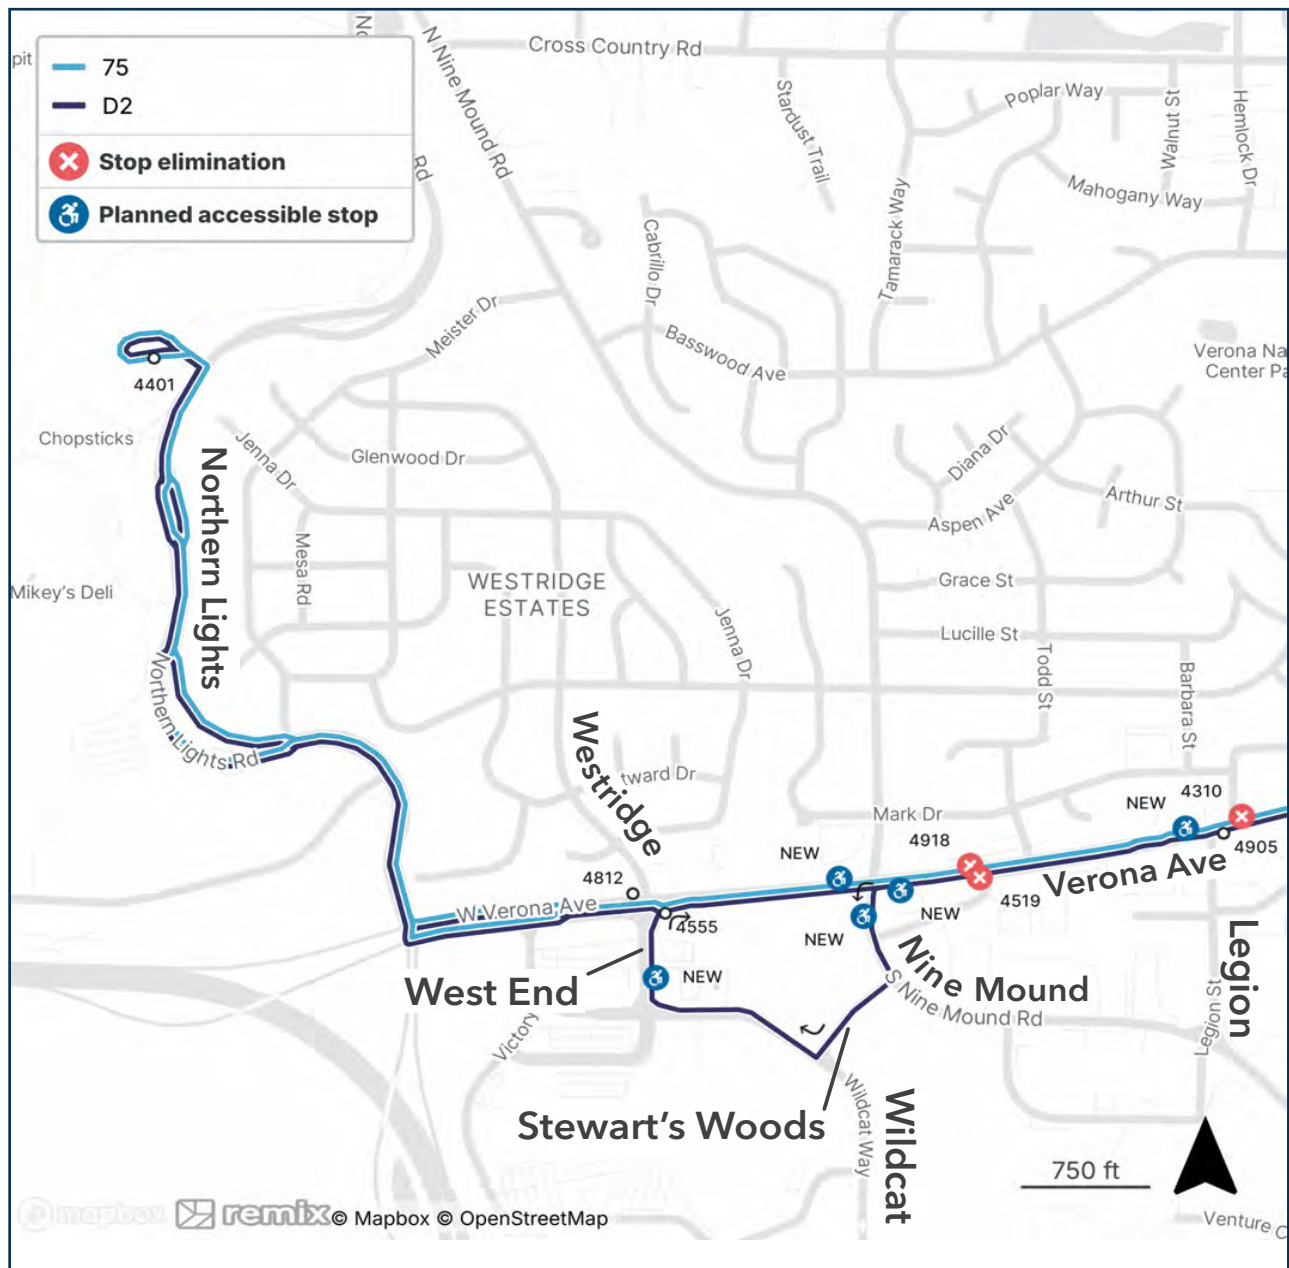 75
D2
Stop elimination
Planned accessible stop
pit
No
Rd
N Nine Mound Rd
Cross Country Rd
Stardust Trail
Poplar Way
Walnut St
Hemlock Dr
Mahogany Way
Tamarack Way
Cabrillo Dr
Meister Dr
Basswood Ave
Verona Na
Center Pa
4401
Chopsticks
Northern Lights
Jenna Dr
Glenwood Dr
Diana Dr
Arthur St
Aspen Ave
Mesa Rd
WESTRIDGE
ESTATES
Grace St
Mikey's Deli
Jenna Dr
Lucille St
Todd St
Barbara St
Northern Lights Rd
Westridge
tward Dr
Mark Dr
4310
NEW
4918
4905
NEW
4812
Verona Ave
4519
W Verona Ave
NEW
4555
NEW
Legion
Legion St
West End
NEW
Nine Mound
S Nine Mound Rd
Victory
Stewart's Woods
Wildcat Way
Wildcat
750 ft
mapbox
remix
© Mapbox © OpenStreetMap
Venture C